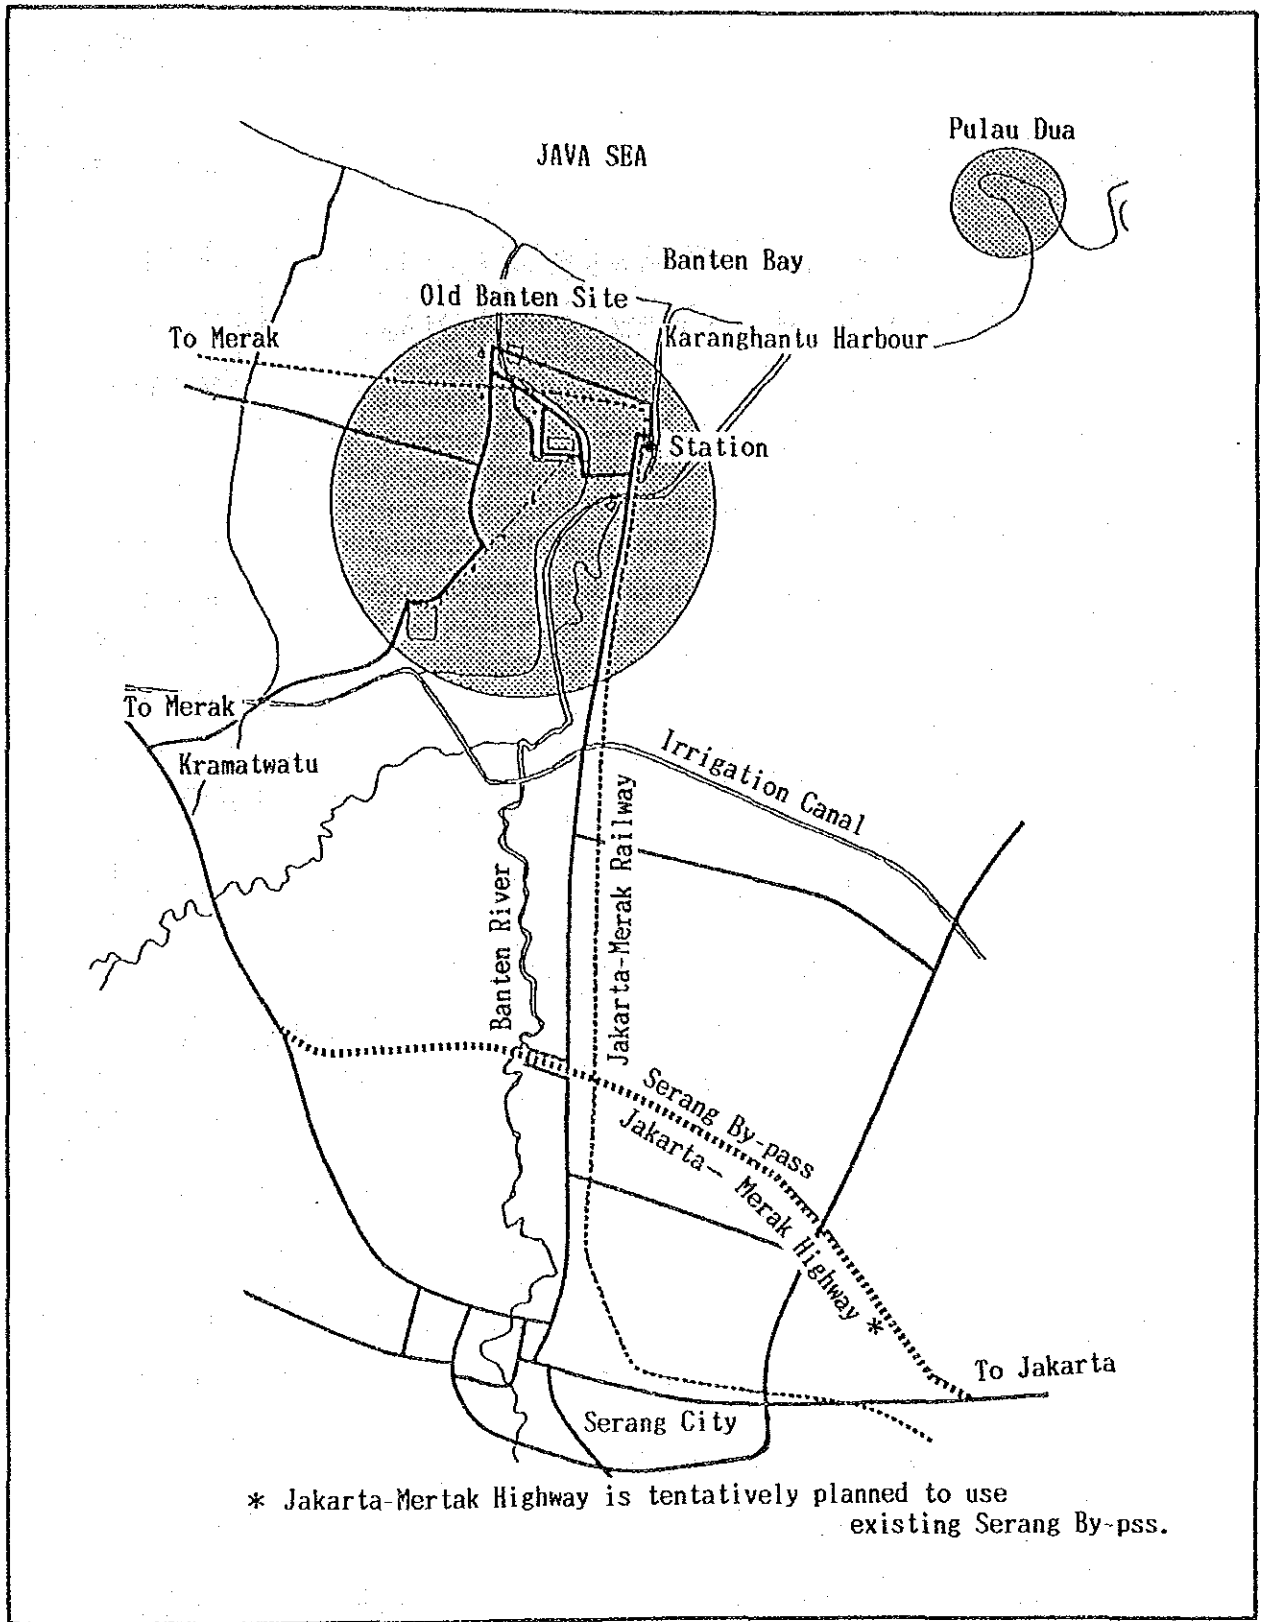 Pulau Dua
JAVA SEA
Banten Bay
Old Banten Site
To Merak
Karanghantu Harbour
Station
To Merak
Kramatwatu
Irrigation Canal
Jakarta-Merak Railway
Banten River
Serang By-pass
Jakarta- Merak Highway *
To Jakarta
Serang City
* Jakarta-Mertak Highway is tentatively planned to use
existing Serang By-pss.